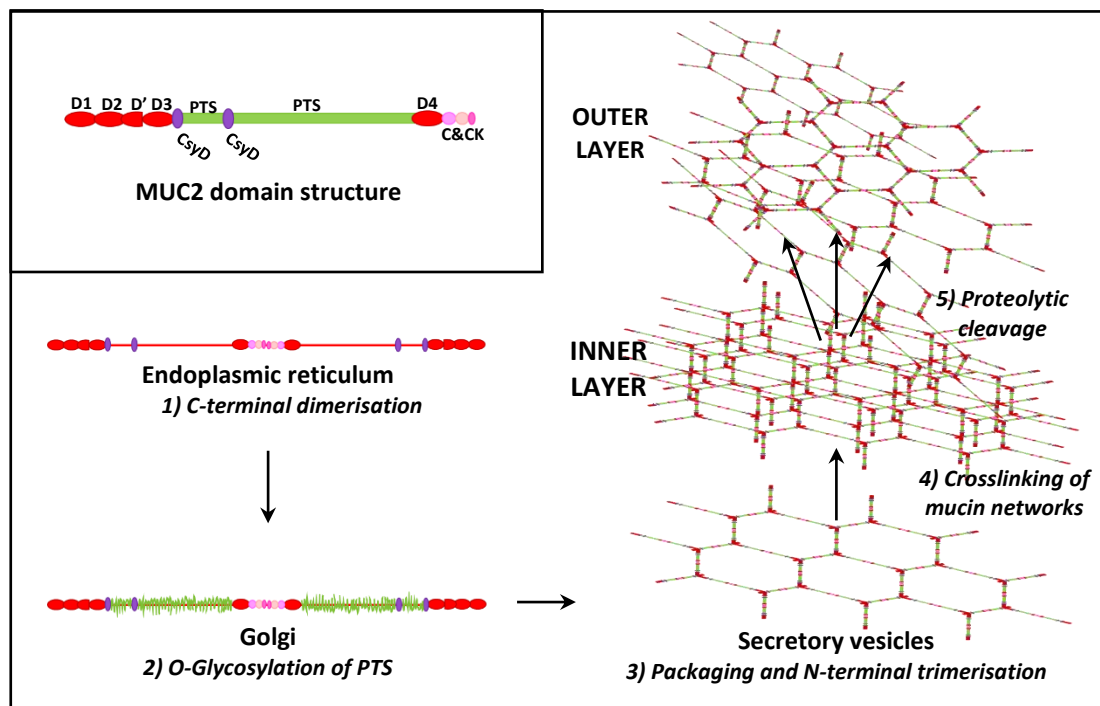 D1 D2 D’ D3 PTS PTS D4
CsyD CsyD C&CK
MUC2 domain structure
Endoplasmic reticulum
1) C-terminal dimerisation
Golgi
2) O-Glycosylation of PTS
OUTER
LAYER
5) Proteolytic
cleavage
INNER
LAYER
4) Crosslinking of
mucin networks
Secretory vesicles
3) Packaging and N-terminal trimerisation